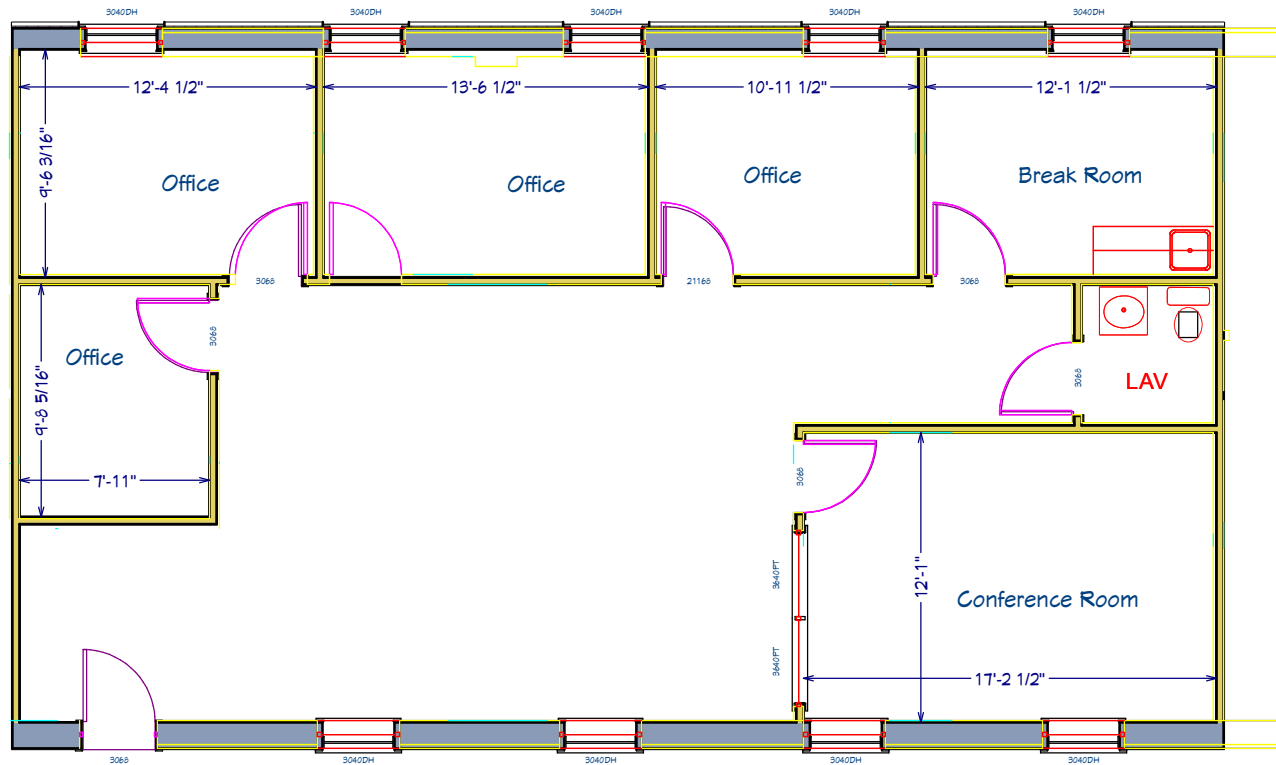 3040DH
3040DH
3040DH
3040DH
3040DH
12'-4 1/2"
13'-6 1/2"
10'-11 1/2"
12'-1 1/2"
9'-6 3/16"
Office
Office
Office
Break Room
3068
21168
3068
3068
Office
9'-8 5/16"
7'-11"
3068
LAV
3068
3640PT
3640PT
12'-1"
Conference Room
17'-2 1/2"
3068
3040DH
3040DH
3040DH
3040DH